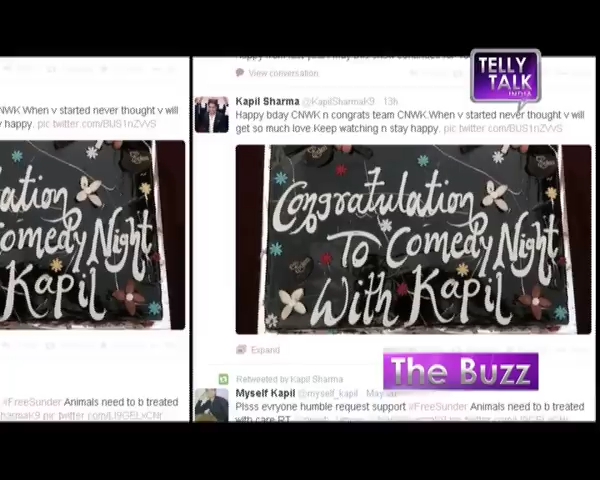 TELLY
TALK
INDIA
View conversation
Kapil Sharma @KapilSharmaK9 · 13h
Happy bday CNWK n congrats team CNWK.When v started never thought v will
get so much love.Keep watching n stay happy. pic.twitter.com/BUS1nZVvS
Congratulation
To Comedy Night
With Kapil
Expand
The Buzz
Retweeted by Kapil Sharma
Myself Kapil @myself_kapil
Plsss evryone humble request support #FreeSunder Animals need to b treated
with care RT
NWK.When v started never thought v will
happy. pic.twitter.com/BUS1nZVvS
lation
Comedy Night
Kapil
#FreeSunder Animals need to b treated